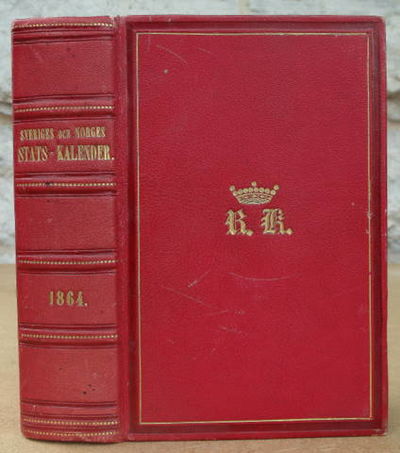 SVERIGES OCH NORGES
STATS-KALENDER.
1864.
R. K.